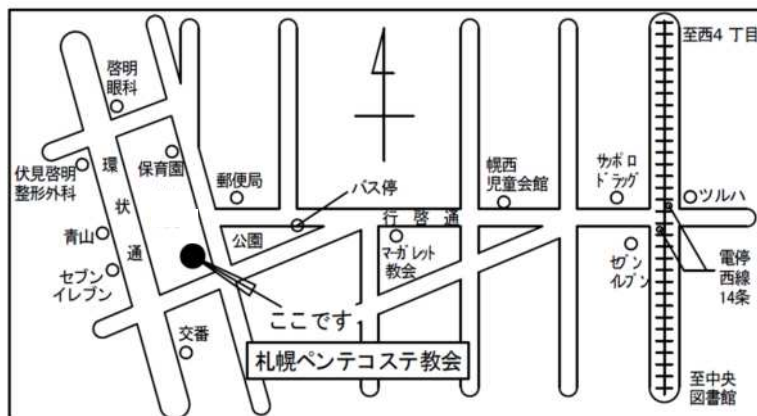 至西4 丁目
啓明
眼科
伏見啓明
整形外科
環
状
通
保育園
郵便局
バス停
幌西
児童会館
サッポロ
ドラッグ
ツルハ
行啓通
公園
青山
マーガレット
教会
セブン
イレブン
セブン
イレブン
電停
西線
14条
ここです
交番
札幌ペンテコステ教会
至中央
図書館